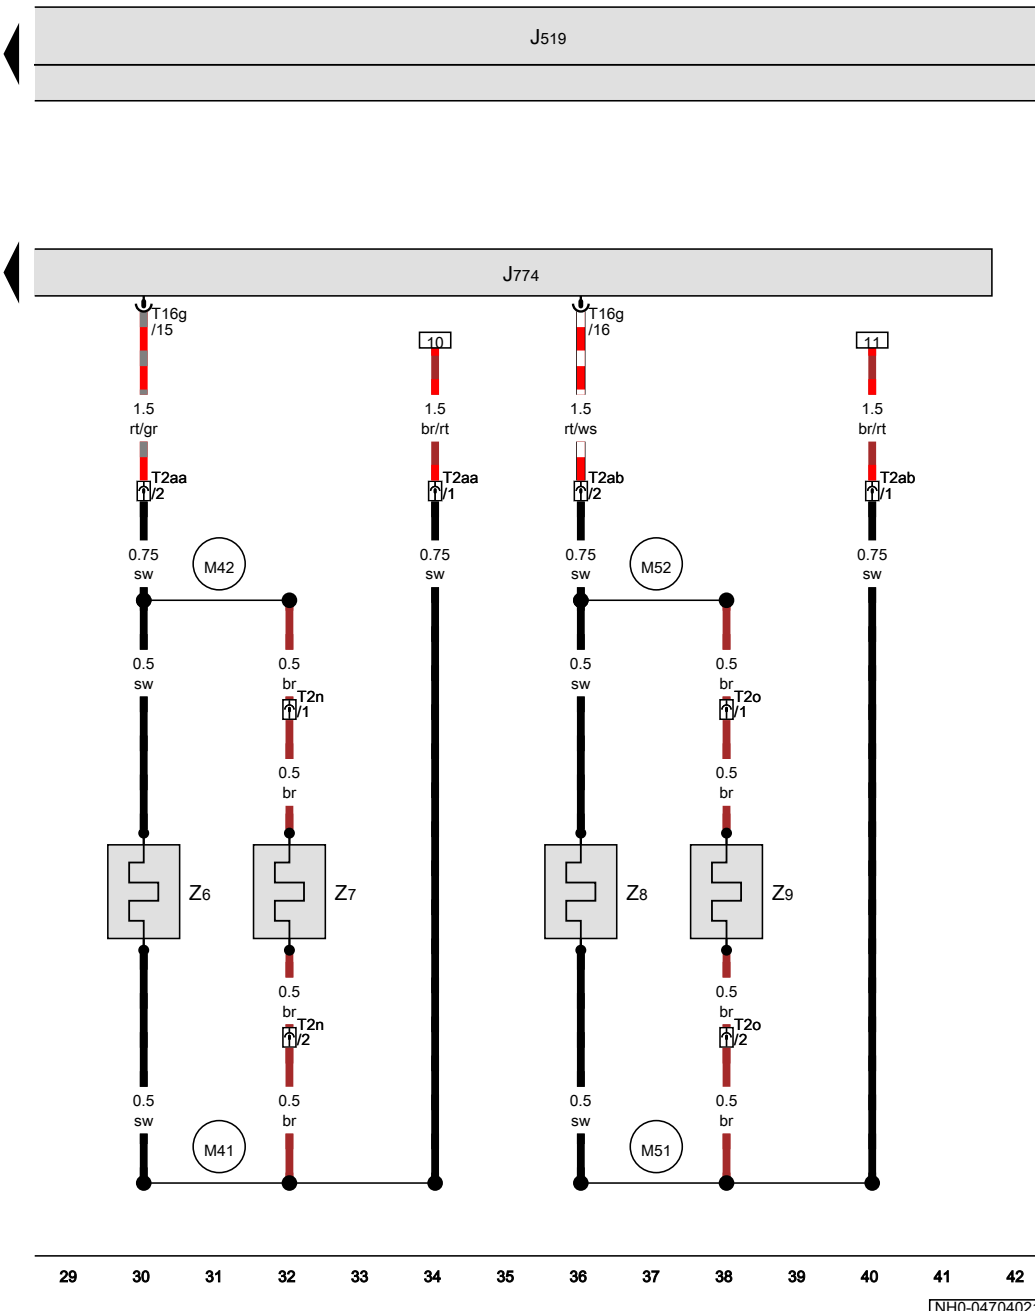 J519
J774
T16g
/15
T16g
/16
10
11
1.5
rt/gr
1.5
br/rt
1.5
rt/ws
1.5
br/rt
T2aa
/2
T2aa
/1
T2ab
/2
T2ab
/1
0.75
sw
M42
0.75
sw
0.75
sw
M52
0.75
sw
0.5
sw
0.5
br
0.5
sw
0.5
br
T2n
/1
T2o
/1
0.5
br
0.5
br
Z6
Z7
Z8
Z9
0.5
br
0.5
br
T2n
/2
T2o
/2
0.5
sw
0.5
br
0.5
sw
0.5
br
M41
M51
29 30 31 32 33 34 35 36 37 38 39 40 41 42